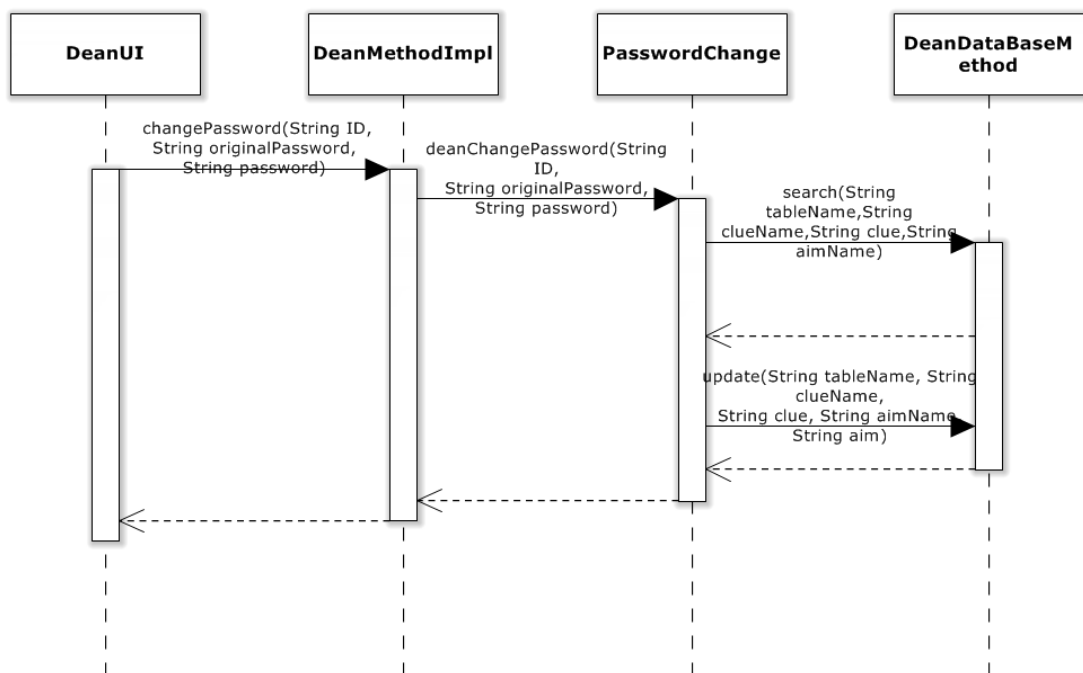 DeanUI
DeanMethodImpl
PasswordChange
DeanDataBaseM
ethod
changePassword(String ID,
String originalPassword,
String password)
deanChangePassword(String
ID,
String originalPassword,
String password)
search(String
tableName,String
clueName,String clue,String
aimName)
update(String tableName, String
clueName,
String clue, String aimName,
String aim)